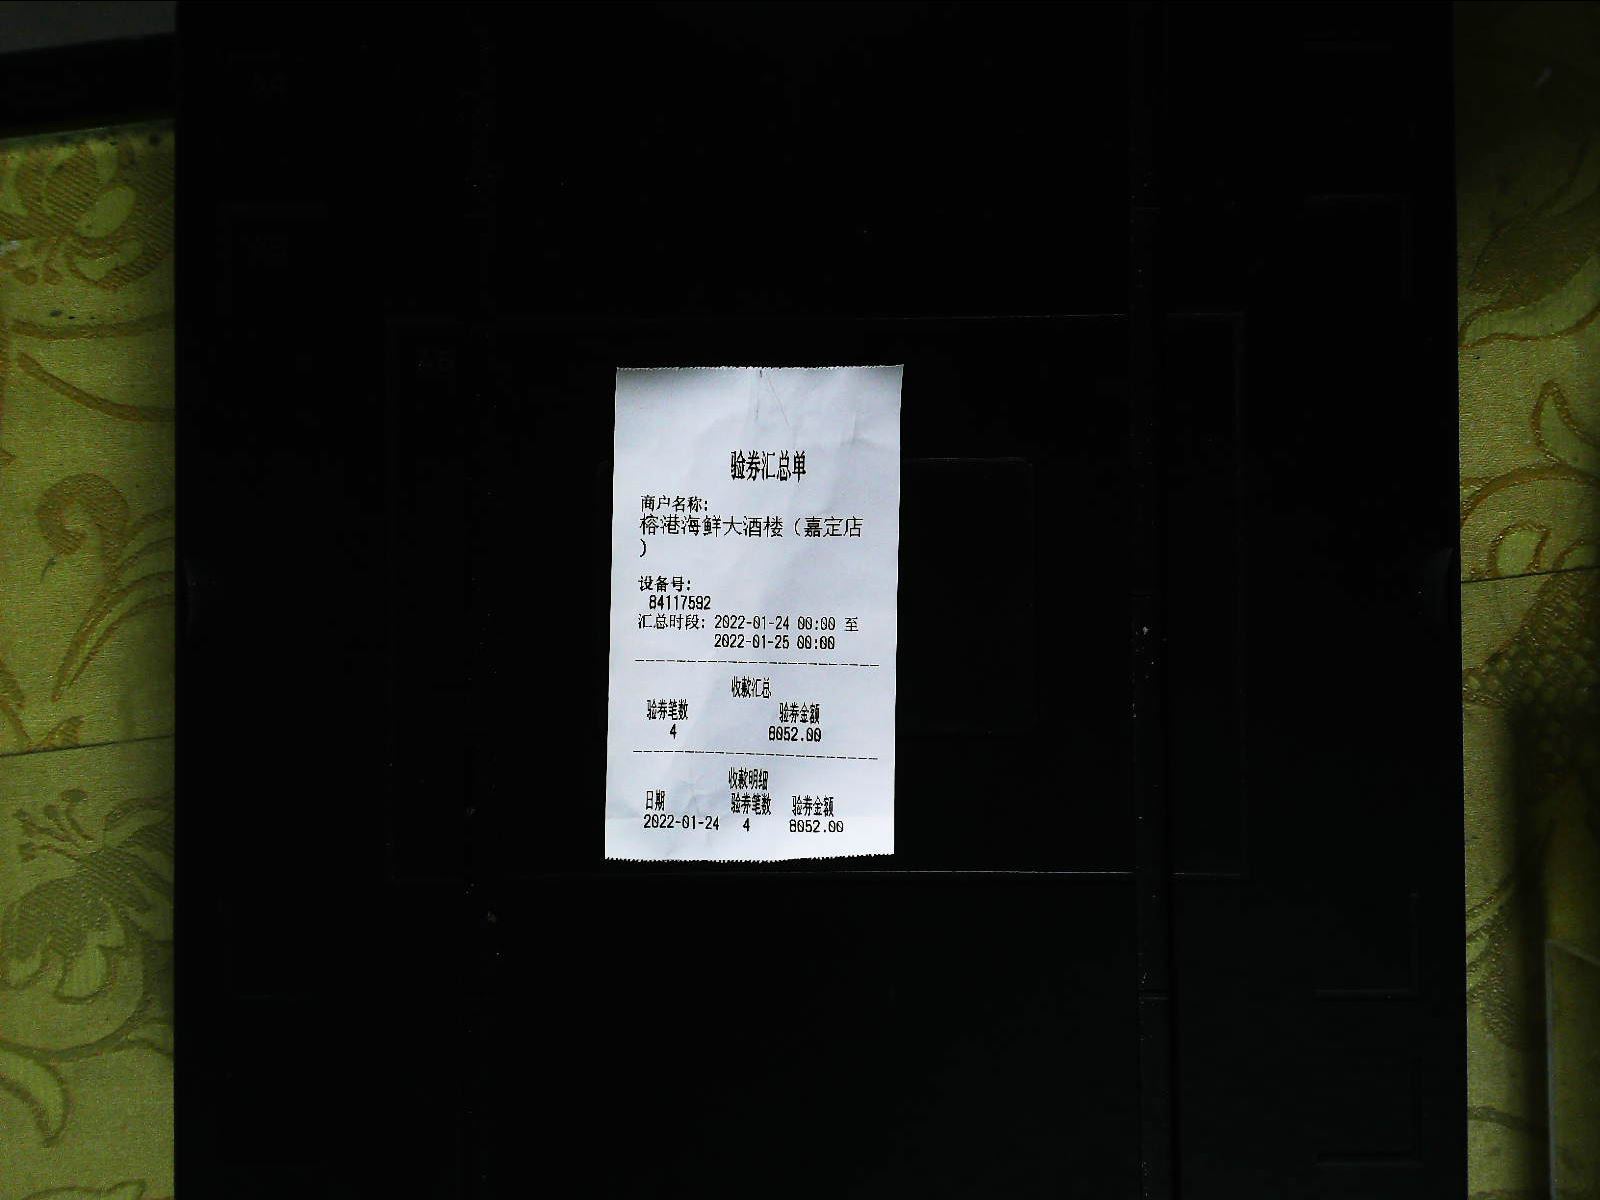 验券汇总单
商户名称:
榕港海鲜大酒楼（嘉定店
）
设备号:
84117592
汇总时段: 2022-01-24 00:00 至
2022-01-25 00:00
收款汇总
验券笔数 验券金额
4 8052.00
收款明细
日期 验券笔数 验券金额
2022-01-24 4 8052.00